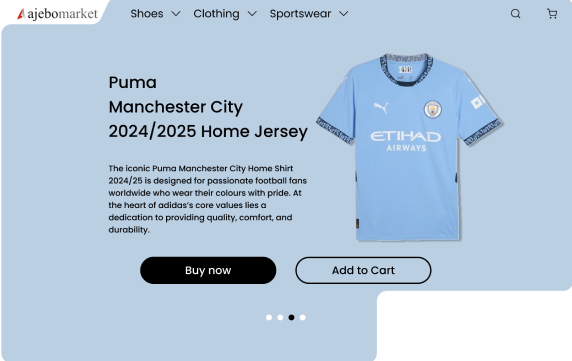 ajebomarket
Shoes
Clothing
Sportswear
Puma
Manchester City
2024/2025 Home Jersey
The iconic Puma Manchester City Home Shirt
2024/25 is designed for passionate football fans
worldwide who wear their colours with pride. At
the heart of adidas's core values lies a
dedication to providing quality, comfort, and
durability.
ETIHAD
AIRWAYS
Buy now
Add to Cart